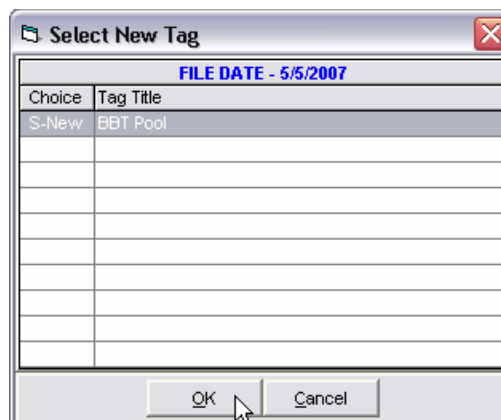 Select New Tag
FILE DATE - 5/5/2007
Choice Tag Title
S-New BBT Pool
OK Cancel